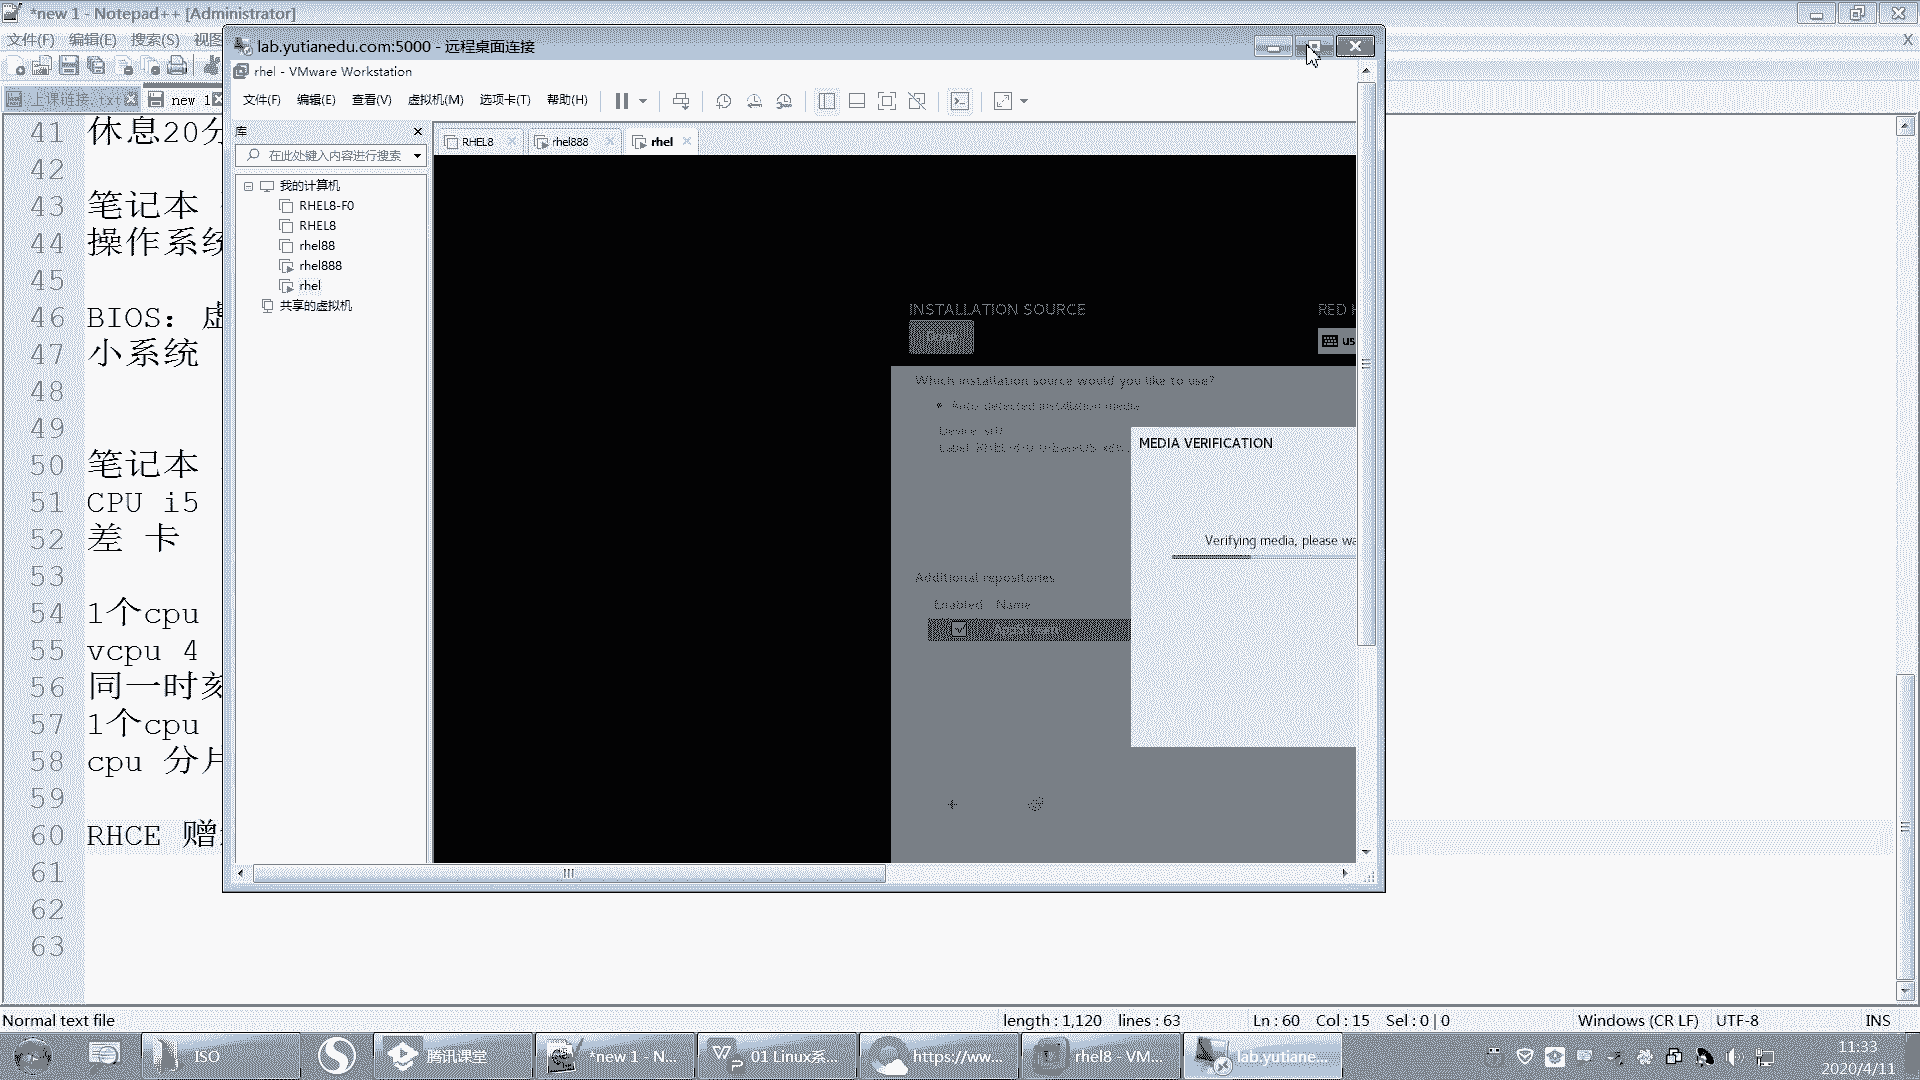 *new 1 - Notepad++ [Administrator]
文件(F) 编辑(E) 搜索(S) 视图
上课链接.txt new 1
41 休息20分
42
43 笔记本
44 操作系统
45
46 BIOS: 虚
47 小系统
48
49
50 笔记本
51 CPU i5
52 差 卡
53
54 1个cpu
55 vcpu 4
56 同一时刻
57 1个cpu
58 cpu 分片
59
60 RHCE 赠
61
62
63
lab.yutianedu.com:5000 - 远程桌面连接
rhel - VMware Workstation
文件(F) 编辑(E) 查看(V) 虚拟机(M) 选项卡(T) 帮助(H)
库
在此处键入内容进行搜索
我的计算机
RHEL8-F0
RHEL8
rhel88
rhel888
rhel
共享的虚拟机
RHEL8 rhel888 rhel
INSTALLATION SOURCE
RED H
Done
us
Which installation source would you like to use?
Auto-detected installation media
Device: sr0
Label:
MEDIA VERIFICATION
Verifying media, please wa
Additional repositories
Enabled Name
AppStream
Normal text file
length : 1,120 lines : 63
Ln : 60 Col : 15 Sel : 0 | 0
Windows (CR LF) UTF-8 INS
ISO
腾讯课堂
*new 1 - N...
01 Linux系...
https://ww...
rhel8 - VM...
lab.yutiane...
11:33
2020/4/11